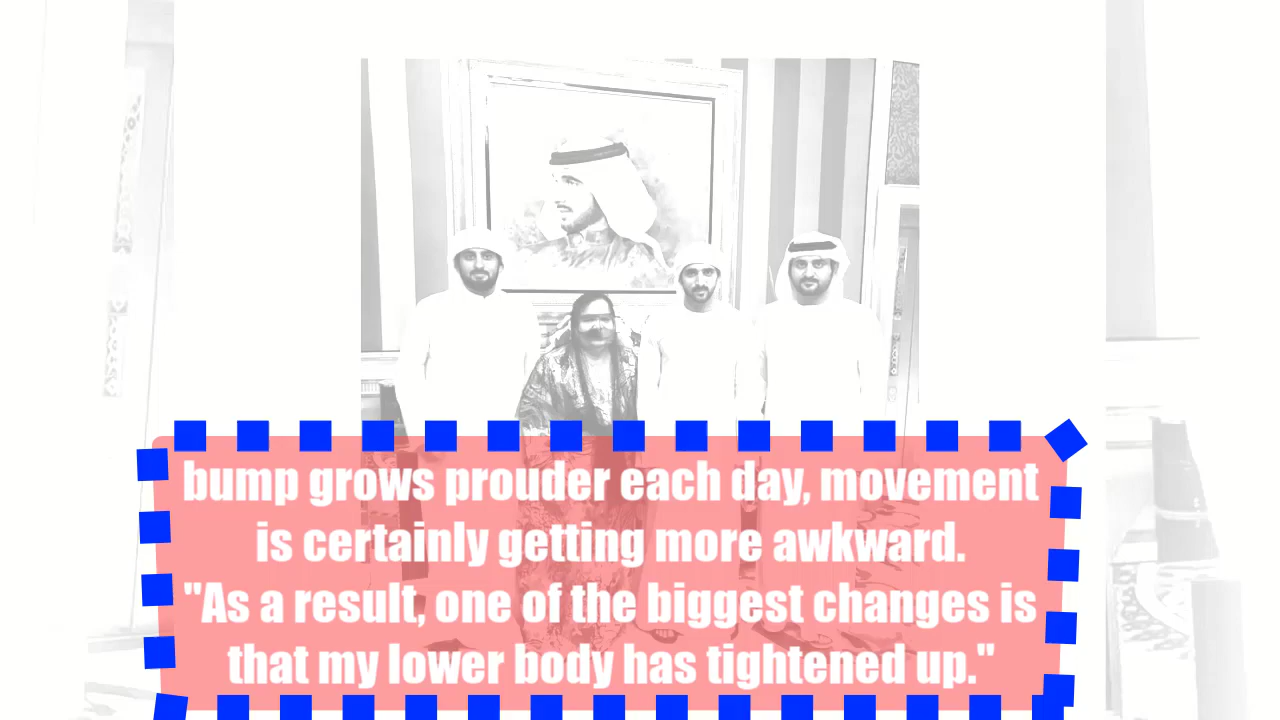 bump grows prouder each day, movement
is certainly getting more awkward.
"As a result, one of the biggest changes is
that my lower body has tightened up."